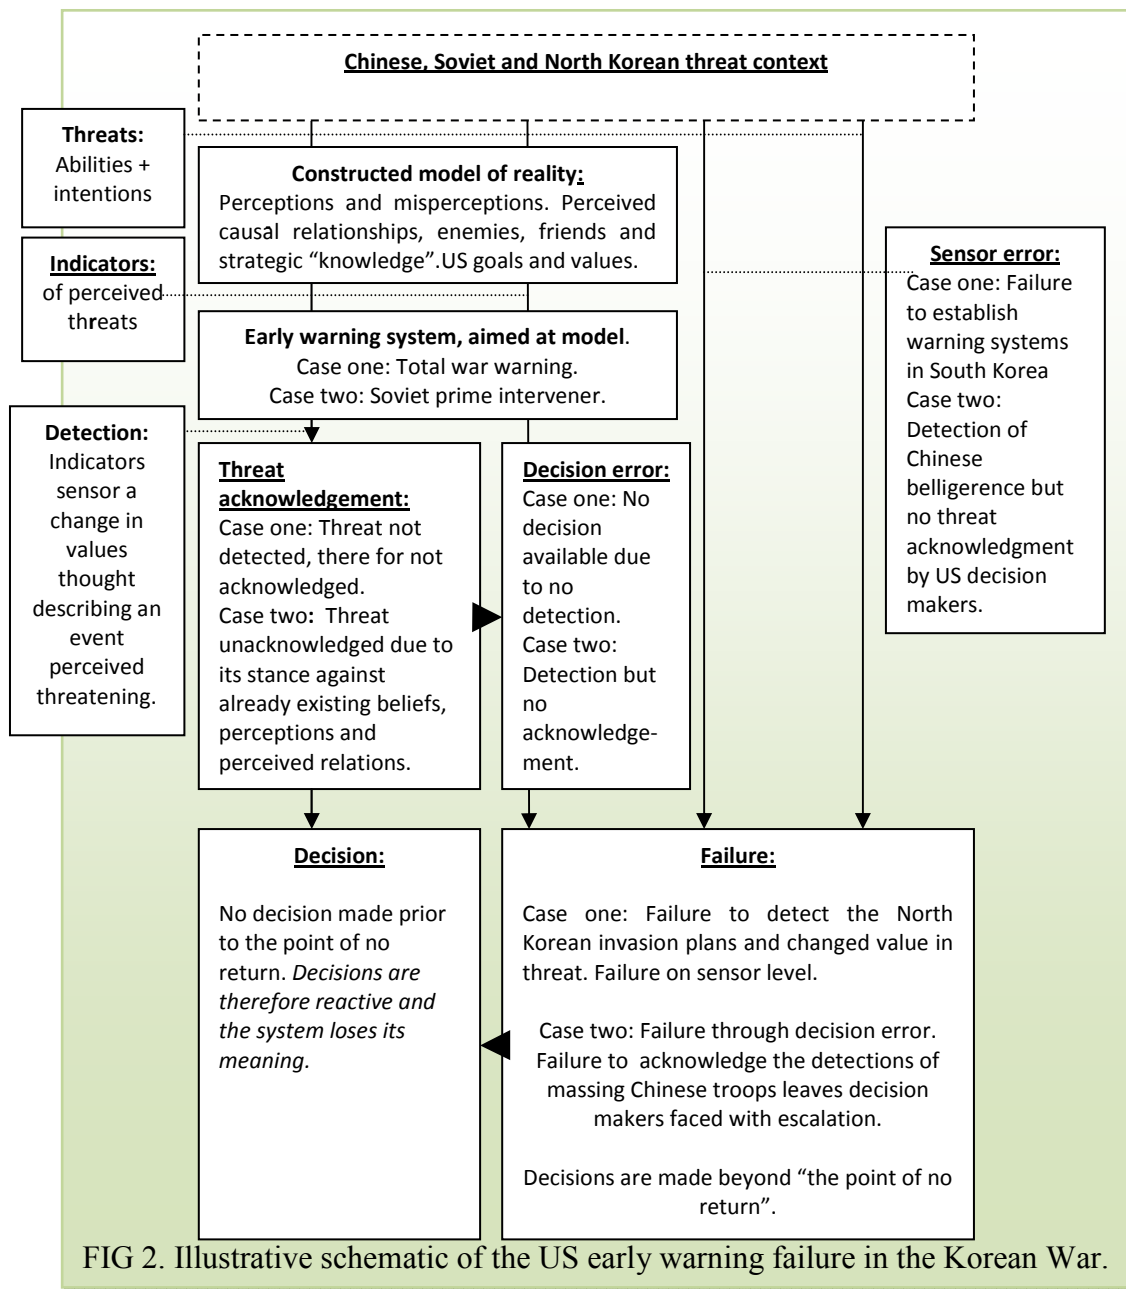 Chinese, Soviet and North Korean threat context
Threats:
Abilities +
intentions
Constructed model of reality:
Perceptions and misperceptions. Perceived
causal relationships, enemies, friends and
strategic “knowledge”.US goals and values.
Indicators:
of perceived
threats
Sensor error:
Case one: Failure
to establish
warning systems
in South Korea
Case two:
Detection of
Chinese
belligerence but
no threat
acknowledgment
by US decision
makers.
Early warning system, aimed at model.
Case one: Total war warning.
Case two: Soviet prime intervener.
Detection:
Indicators
sensor a
change in
values
thought
describing an
event
perceived
threatening.
Threat
acknowledgement:
Case one: Threat not
detected, there for not
acknowledged.
Case two: Threat
unacknowledged due to
its stance against
already existing beliefs,
perceptions and
perceived relations.
Decision error:
Case one: No
decision
available due
to no
detection.
Case two:
Detection but
no
acknowledge-
ment.
Decision:
No decision made prior
to the point of no
return. Decisions are
therefore reactive and
the system loses its
meaning.
Failure:
Case one: Failure to detect the North
Korean invasion plans and changed value in
threat. Failure on sensor level.
Case two: Failure through decision error.
Failure to acknowledge the detections of
massing Chinese troops leaves decision
makers faced with escalation.
Decisions are made beyond “the point of no
return”.
FIG 2. Illustrative schematic of the US early warning failure in the Korean War.